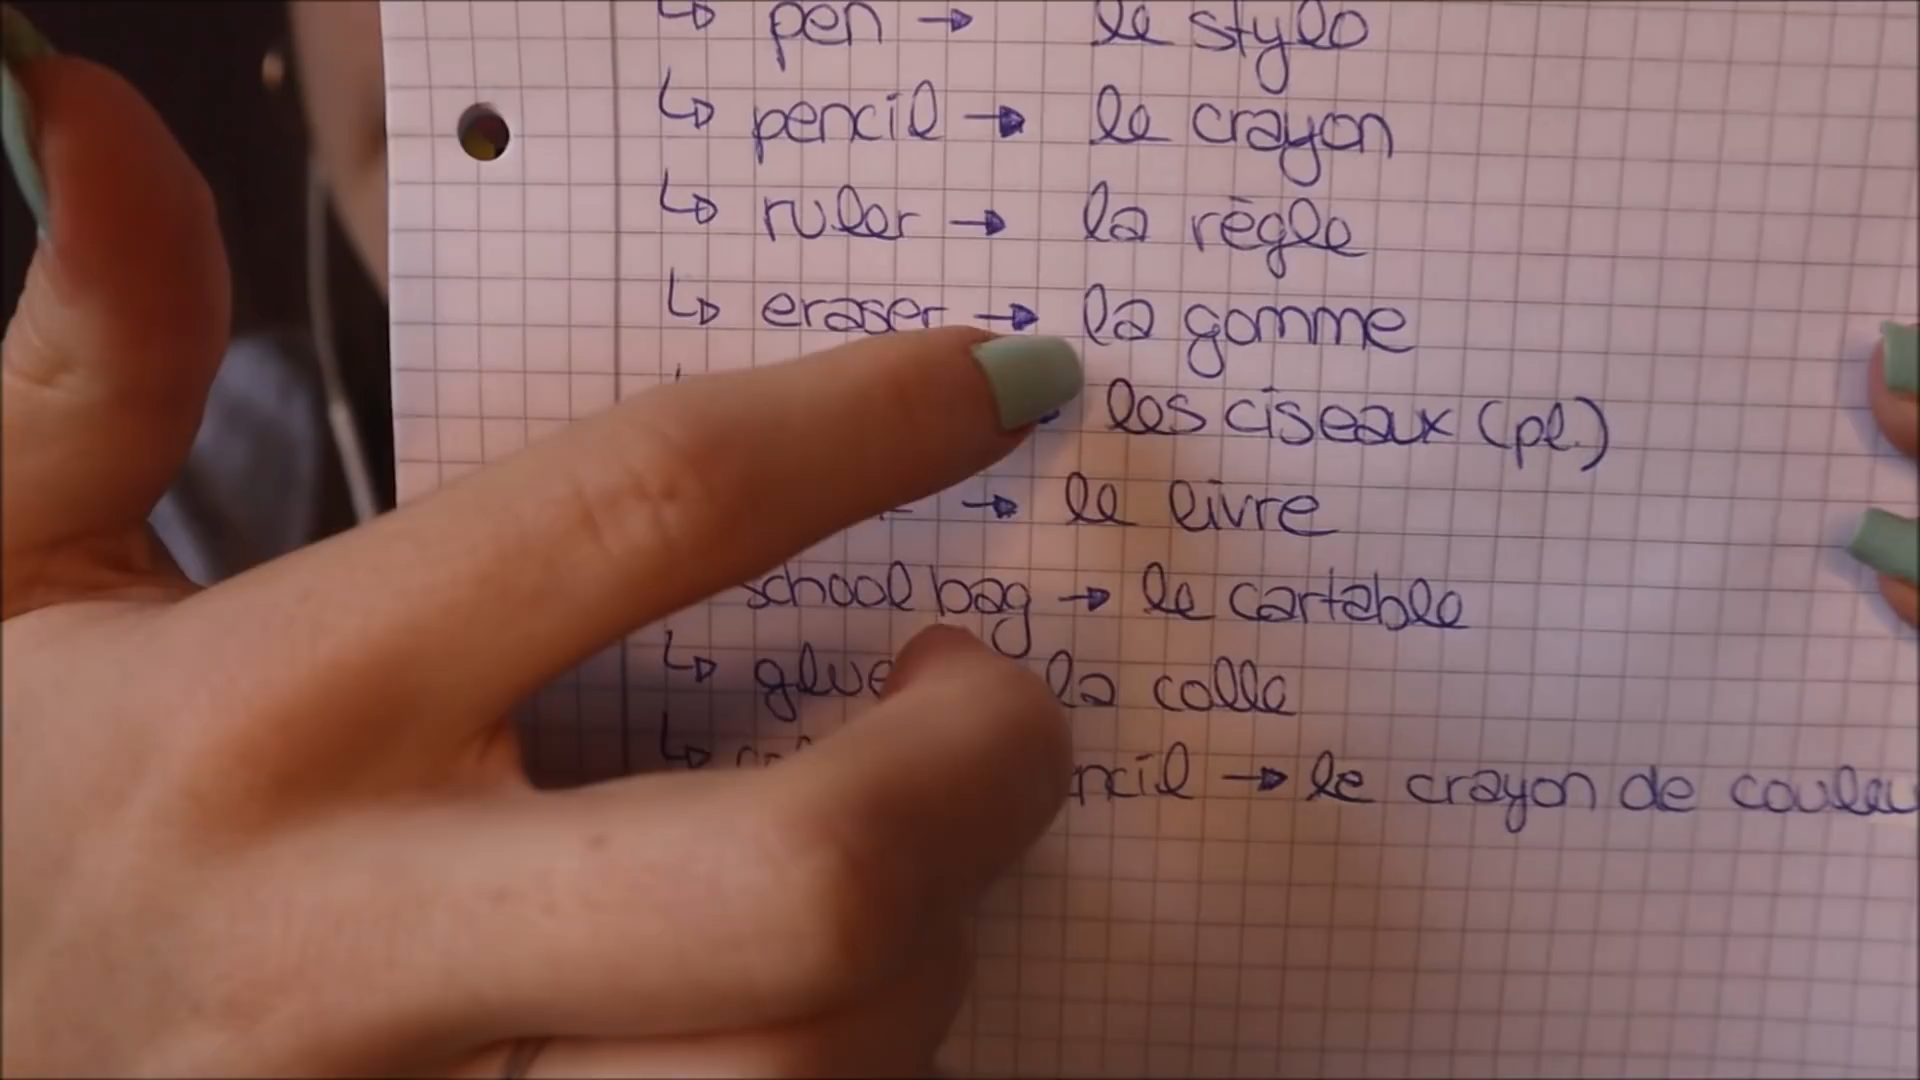 ↳ pen → le stylo
↳ pencil → le crayon
↳ ruler → la règle
↳ eraser → la gomme
les ciseaux (pl.)
→ le livre
school bag → le cartable
↳ glue la colle
↳ ncil → le crayon de couleu